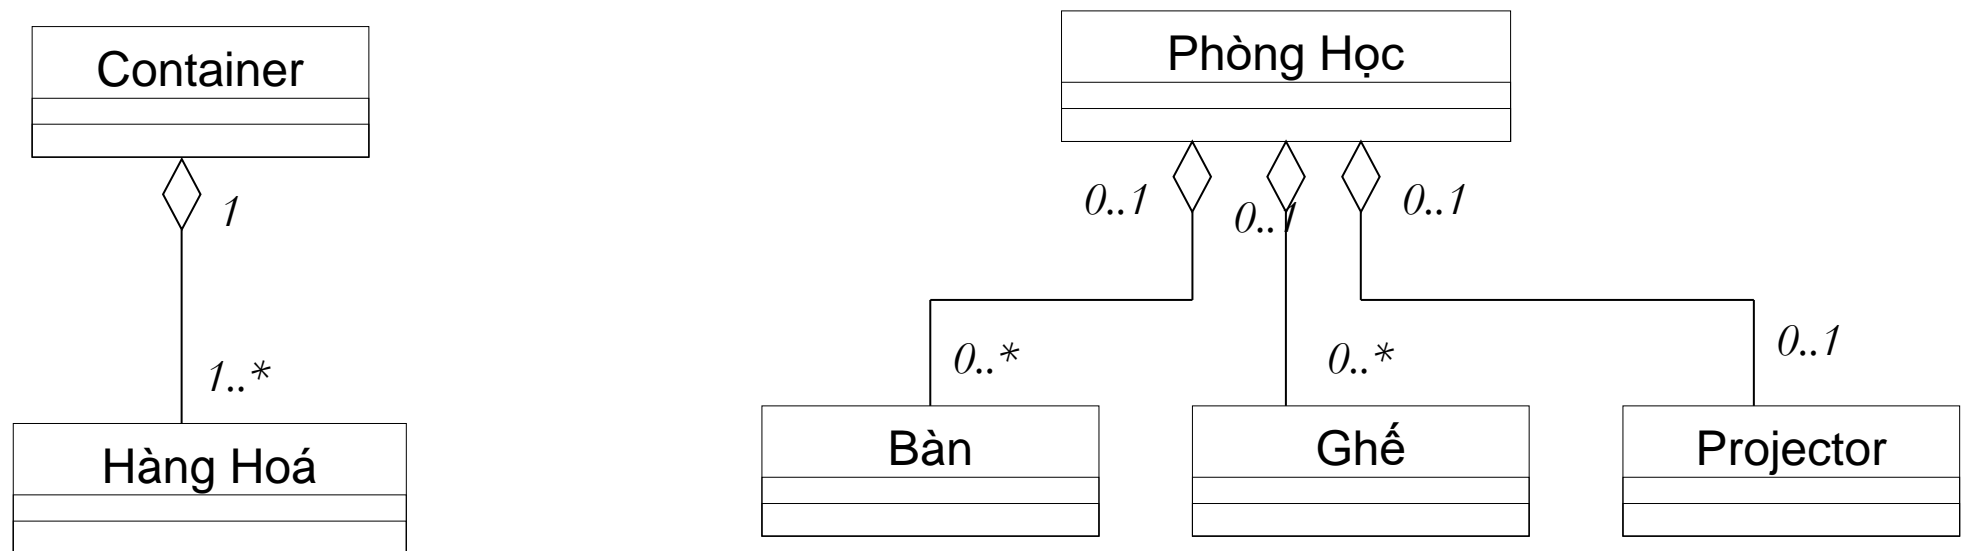 Container
1
1..*
Hàng Hoá
Phòng Học
0..1
0..1
0..1
0..*
0..*
0..1
Bàn
Ghế
Projector